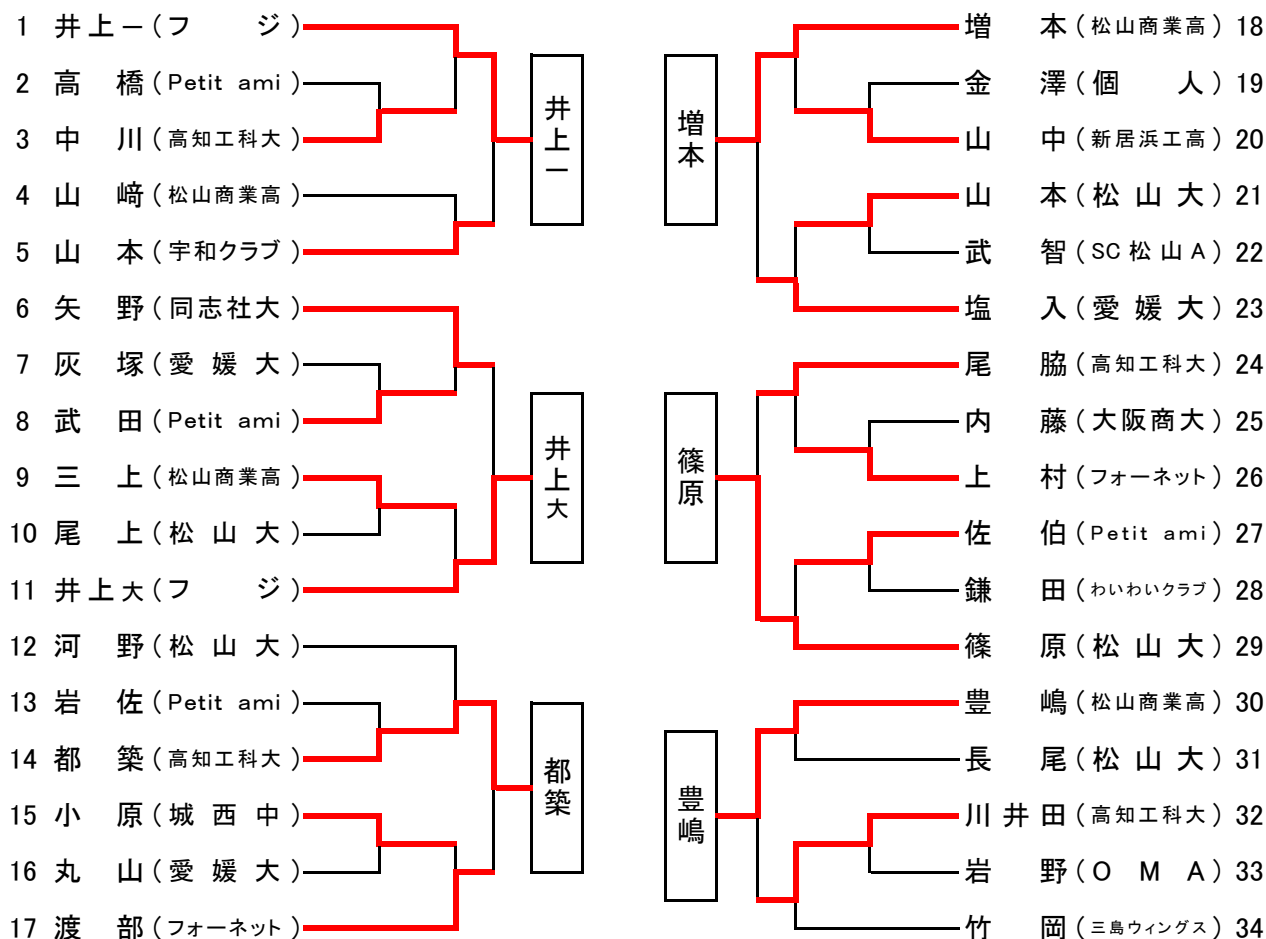 1 井上一(フ ジ)
2 高 橋(Petit ami)
3 中 川(高知工科大)
4 山 﨑(松山商業高)
5 山 本(宇和クラブ)
6 矢 野(同志社大)
7 灰 塚(愛 媛 大)
8 武 田(Petit ami)
9 三 上(松山商業高)
10 尾 上(松 山 大)
11 井上大(フ ジ)
12 河 野(松 山 大)
13 岩 佐(Petit ami)
14 都 築(高知工科大)
15 小 原(城 西 中)
16 丸 山(愛 媛 大)
17 渡 部(フォーネット)
井上一
井上大
都築
増本
篠原
豊嶋
増 本(松山商業高) 18
金 澤(個 人) 19
山 中(新居浜工高) 20
山 本(松 山 大) 21
武 智(SC 松 山 A) 22
塩 入(愛 媛 大) 23
尾 脇(高知工科大) 24
内 藤(大阪商大) 25
上 村(フォーネット) 26
佐 伯(Petit ami) 27
鎌 田(わいわいクラブ) 28
篠 原(松 山 大) 29
豊 嶋(松山商業高) 30
長 尾(松 山 大) 31
川 井 田(高知工科大) 32
岩 野(O M A) 33
竹 岡(三島ウィングス) 34